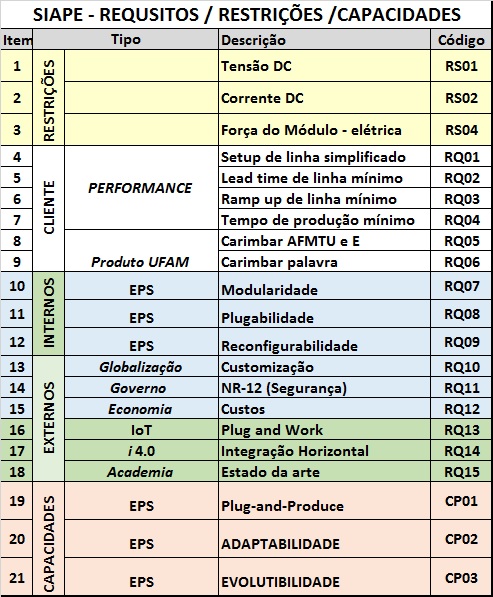 SIAPE - REQUSITOS / RESTRIÇÕES /CAPACIDADES
Item Tipo Descrição Código
RESTRIÇÕES
1 Tensão DC RS01
2 Corrente DC RS02
3 Força do Módulo - elétrica RS04
CLIENTE
PERFORMANCE
4 Setup de linha simplificado RQ01
5 Lead time de linha mínimo RQ02
6 Ramp up de linha mínimo RQ03
7 Tempo de produção mínimo RQ04
Produto UFAM
8 Carimbar AFMTU e E RQ05
9 Carimbar palavra RQ06
INTERNOS
10 EPS Modularidade RQ07
11 EPS Plugabilidade RQ08
12 EPS Reconfigurabilidade RQ09
EXTERNOS
13 Globalização Customização RQ10
14 Governo NR-12 (Segurança) RQ11
15 Economia Custos RQ12
16 IoT Plug and Work RQ13
17 i 4.0 Integração Horizontal RQ14
18 Academia Estado da arte RQ15
CAPACIDADES
19 EPS Plug-and-Produce CP01
20 EPS ADAPTABILIDADE CP02
21 EPS EVOLUTIBILIDADE CP03